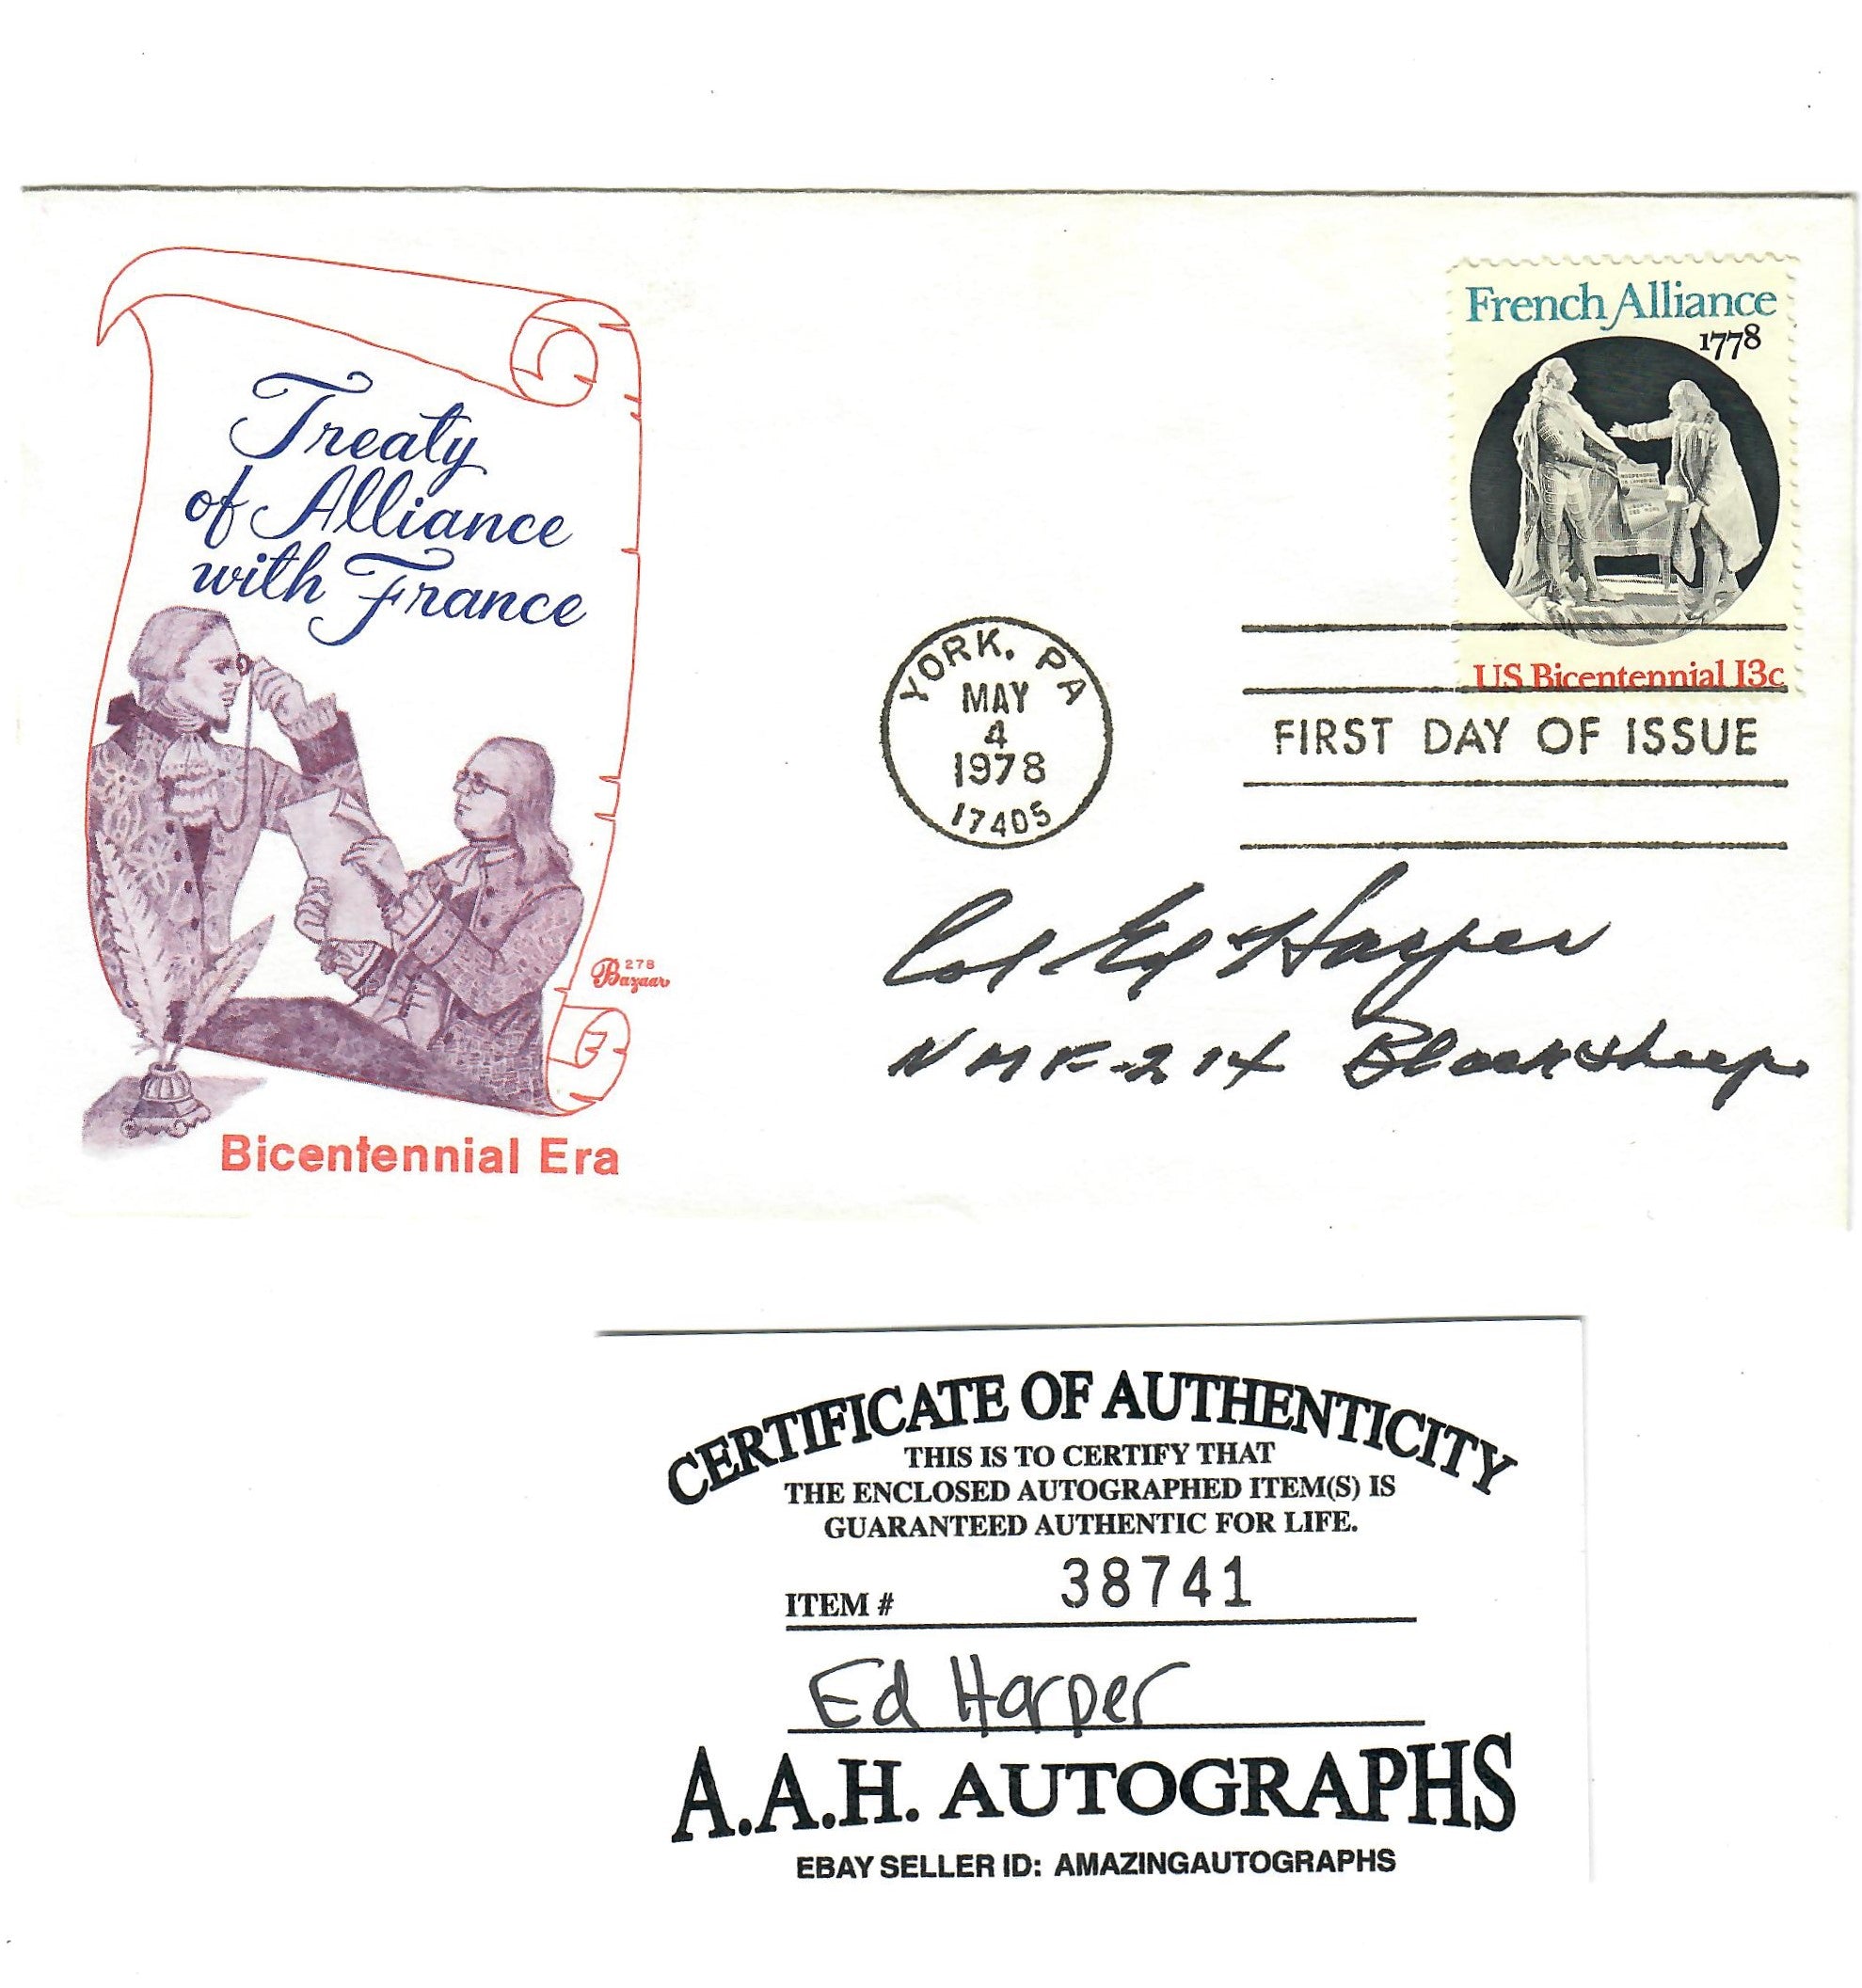 Treaty
of Alliance
with France
278
Bazaar
Bicentennial Era
French Alliance
1778
US Bicentennial 13c
YORK, PA
MAY
4
1978
17405
FIRST DAY OF ISSUE
Col Ed Harper
VMF-214 Blacksheep
CERTIFICATE OF AUTHENTICITY
THIS IS TO CERTIFY THAT
THE ENCLOSED AUTOGRAPHED ITEM(S) IS
GUARANTEED AUTHENTIC FOR LIFE.
ITEM # 38741
Ed Harper
A.A.H. AUTOGRAPHS
EBAY SELLER ID: AMAZINGAUTOGRAPHS